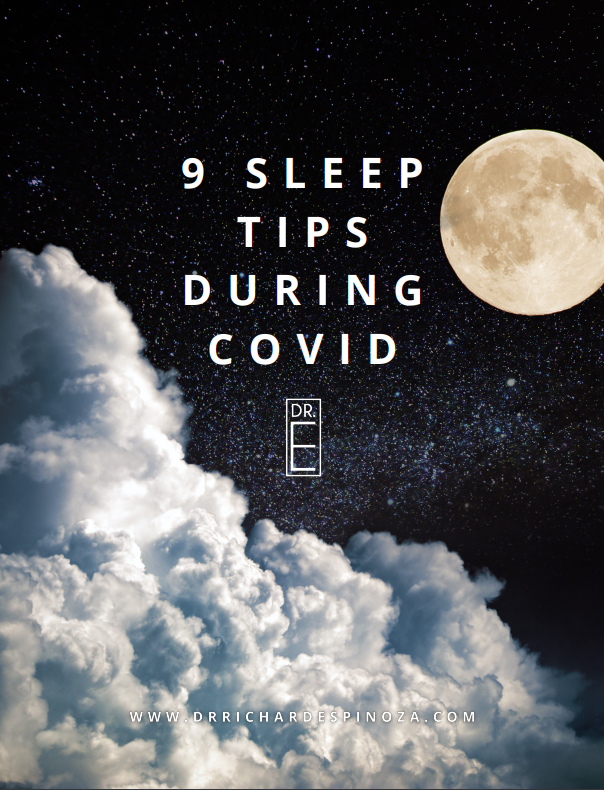 9 SLEEP
TIPS
DURING
COVID
DR.
E
WWW.DRRICHARDESPINOZA.COM